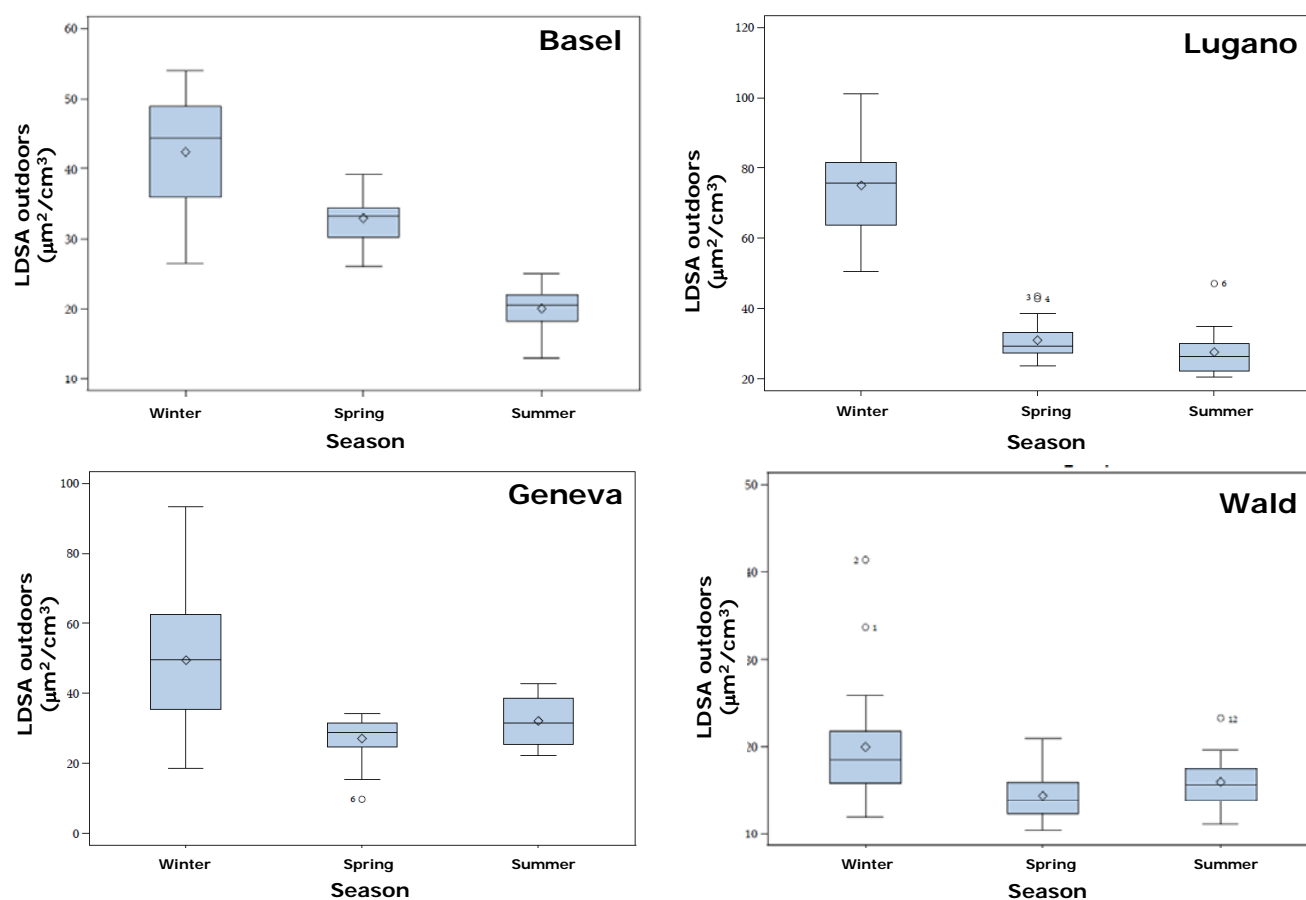 Basel
60
50
40
30
20
10
LDSA outdoors
(μm²/cm³)
Winter Spring Summer
Season
Lugano
120
100
80
60
40
20
LDSA outdoors
(μm²/cm³)
3 4
6
Winter Spring Summer
Season
Geneva
100
80
60
40
20
0
LDSA outdoors
(μm²/cm³)
6
Winter Spring Summer
Season
Wald
50
40
30
20
10
LDSA outdoors
(μm²/cm³)
2
1
12
Winter Spring Summer
Season